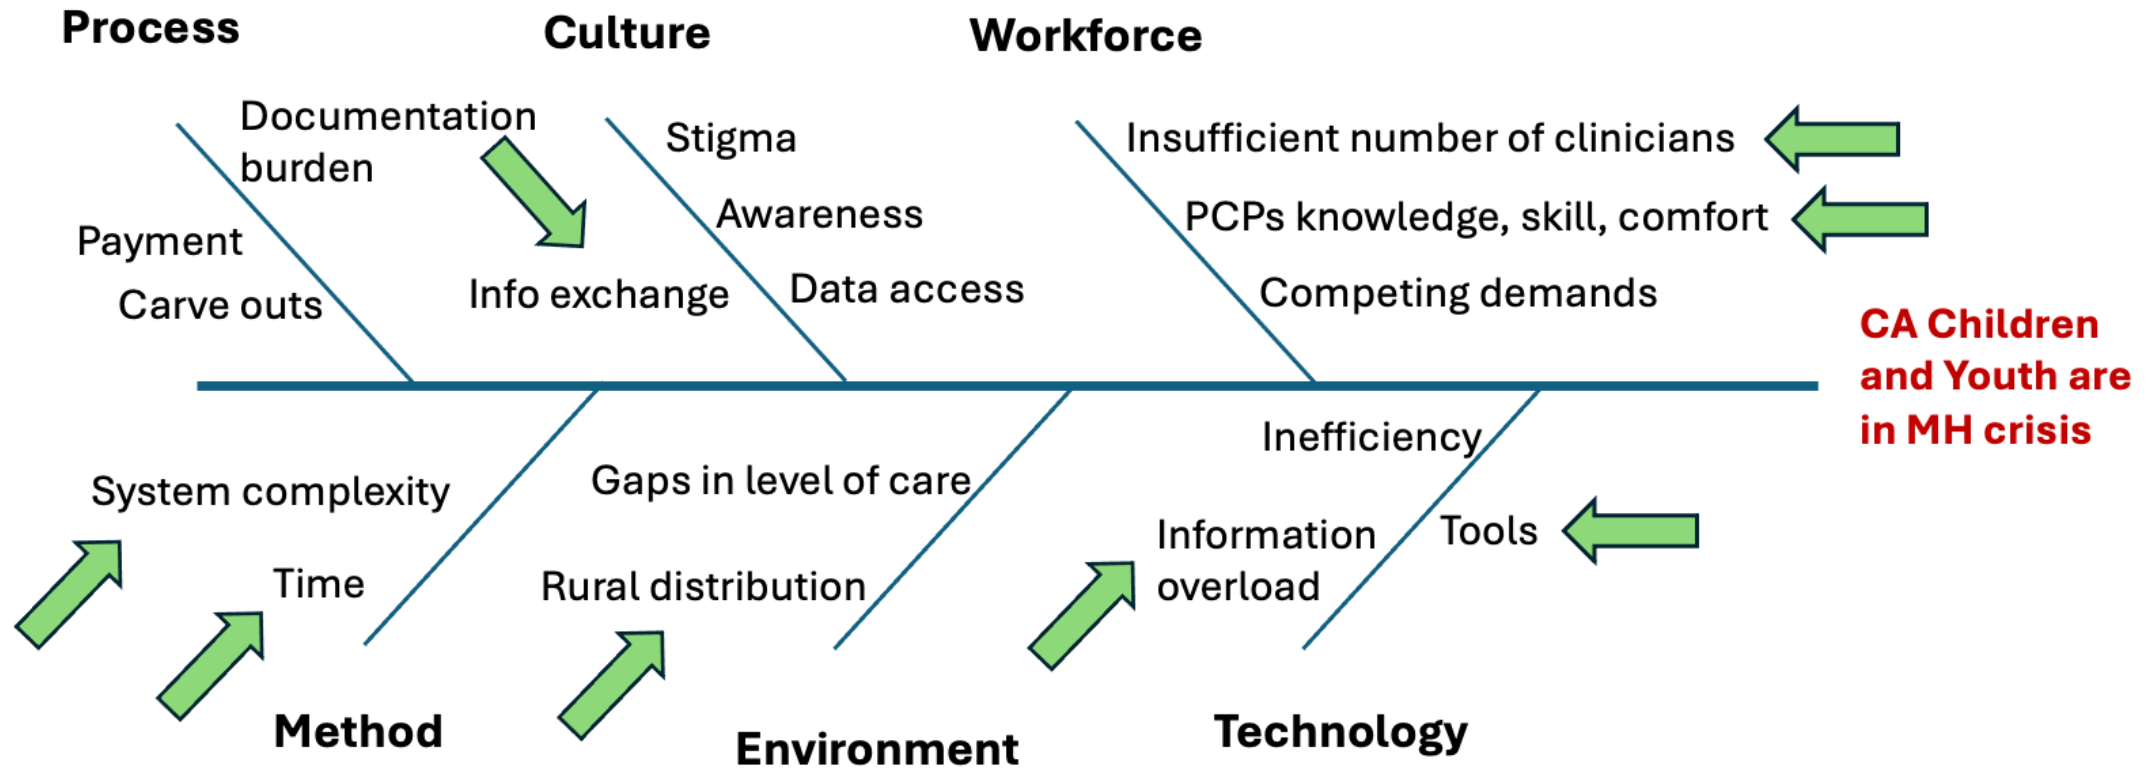 Process
Culture
Workforce
Documentation
burden
Payment
Carve outs
Stigma
Awareness
Info exchange
Data access
Insufficient number of clinicians
PCPs knowledge, skill, comfort
Competing demands
CA Children
and Youth are
in MH crisis
System complexity
Time
Gaps in level of care
Rural distribution
Inefficiency
Information
overload
Tools
Method
Environment
Technology